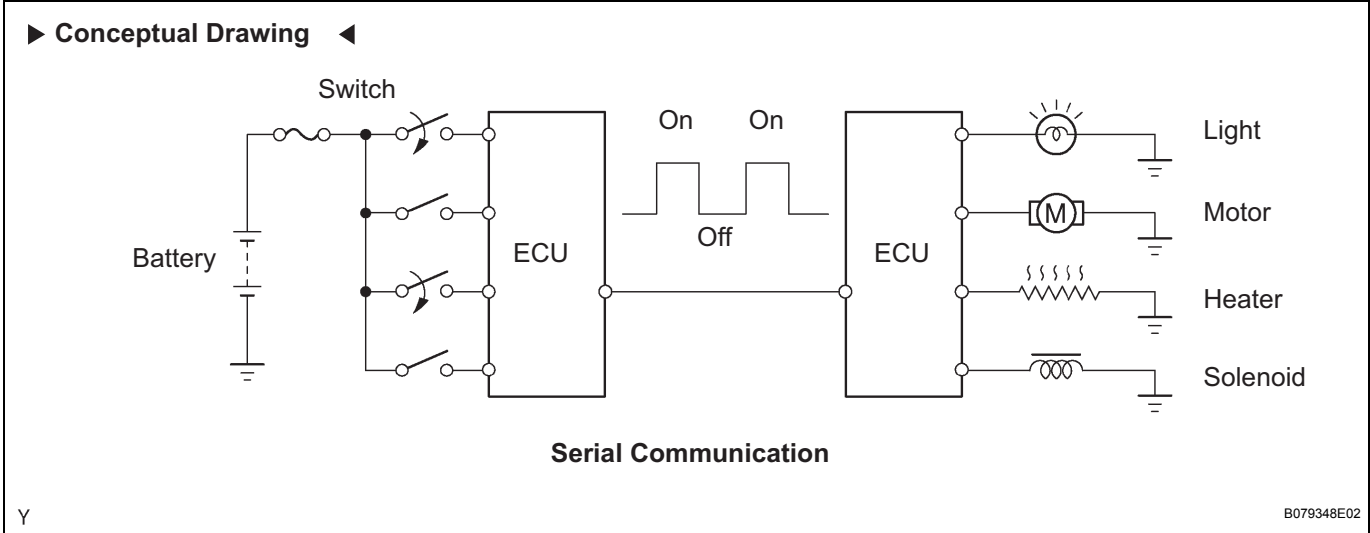 ▶ Conceptual Drawing ◀
Switch
On On
Light
Off
M
Motor
Battery
ECU
ECU
Heater
Solenoid
Serial Communication
Y
B079348E02